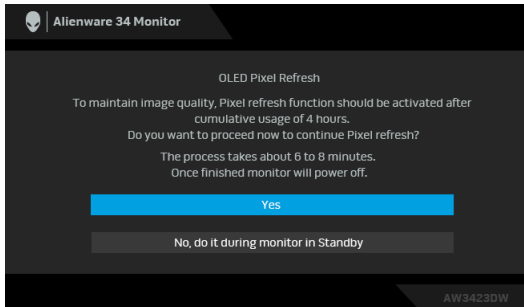 Alienware 34 Monitor
OLED Pixel Refresh
To maintain image quality, Pixel refresh function should be activated after
cumulative usage of 4 hours.
Do you want to proceed now to continue Pixel refresh?
The process takes about 6 to 8 minutes.
Once finished monitor will power off.
Yes
No, do it during monitor in Standby
AW3423DW